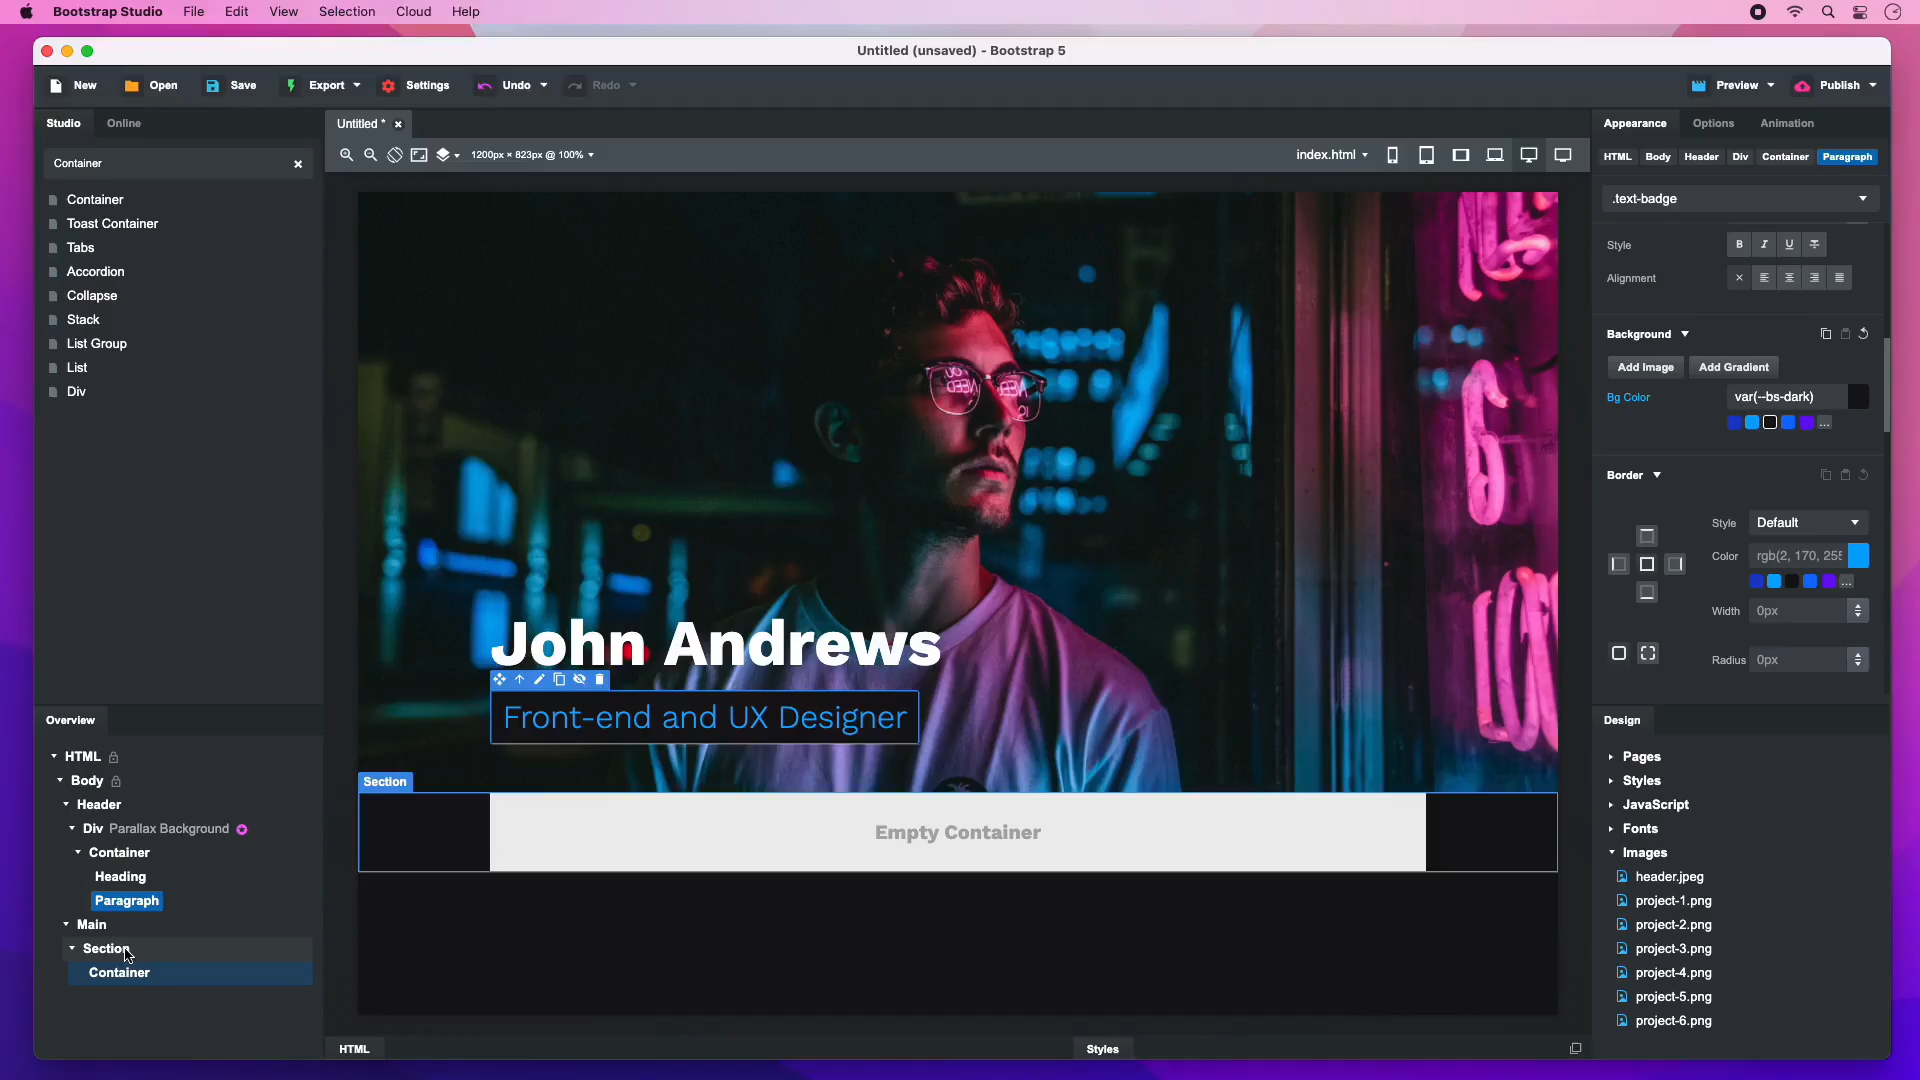 Bootstrap Studio File Edit View Selection Cloud Help
Untitled (unsaved) - Bootstrap 5
New Open Save Export Settings Undo Redo Preview Publish
Studio Online
Untitled *
Appearance Options Animation
Container
1200px × 823px @ 100%
index.html
HTML Body Header Div Container Paragraph
Container
Toast Container
Tabs
Accordion
Collapse
Stack
List Group
List
Div
.text-badge
Style
Alignment
Background
Add Image Add Gradient
Bg Color var(--bs-dark)
Border
Style Default
Color rgb(2, 170, 255
Width 0px
Radius 0px
John Andrews
Front-end and UX Designer
Section
Empty Container
Overview
HTML
Body
Header
Div Parallax Background
Container
Heading
Paragraph
Main
Section
Container
Design
Pages
Styles
JavaScript
Fonts
Images
header.jpeg
project-1.png
project-2.png
project-3.png
project-4.png
project-5.png
project-6.png
HTML
Styles